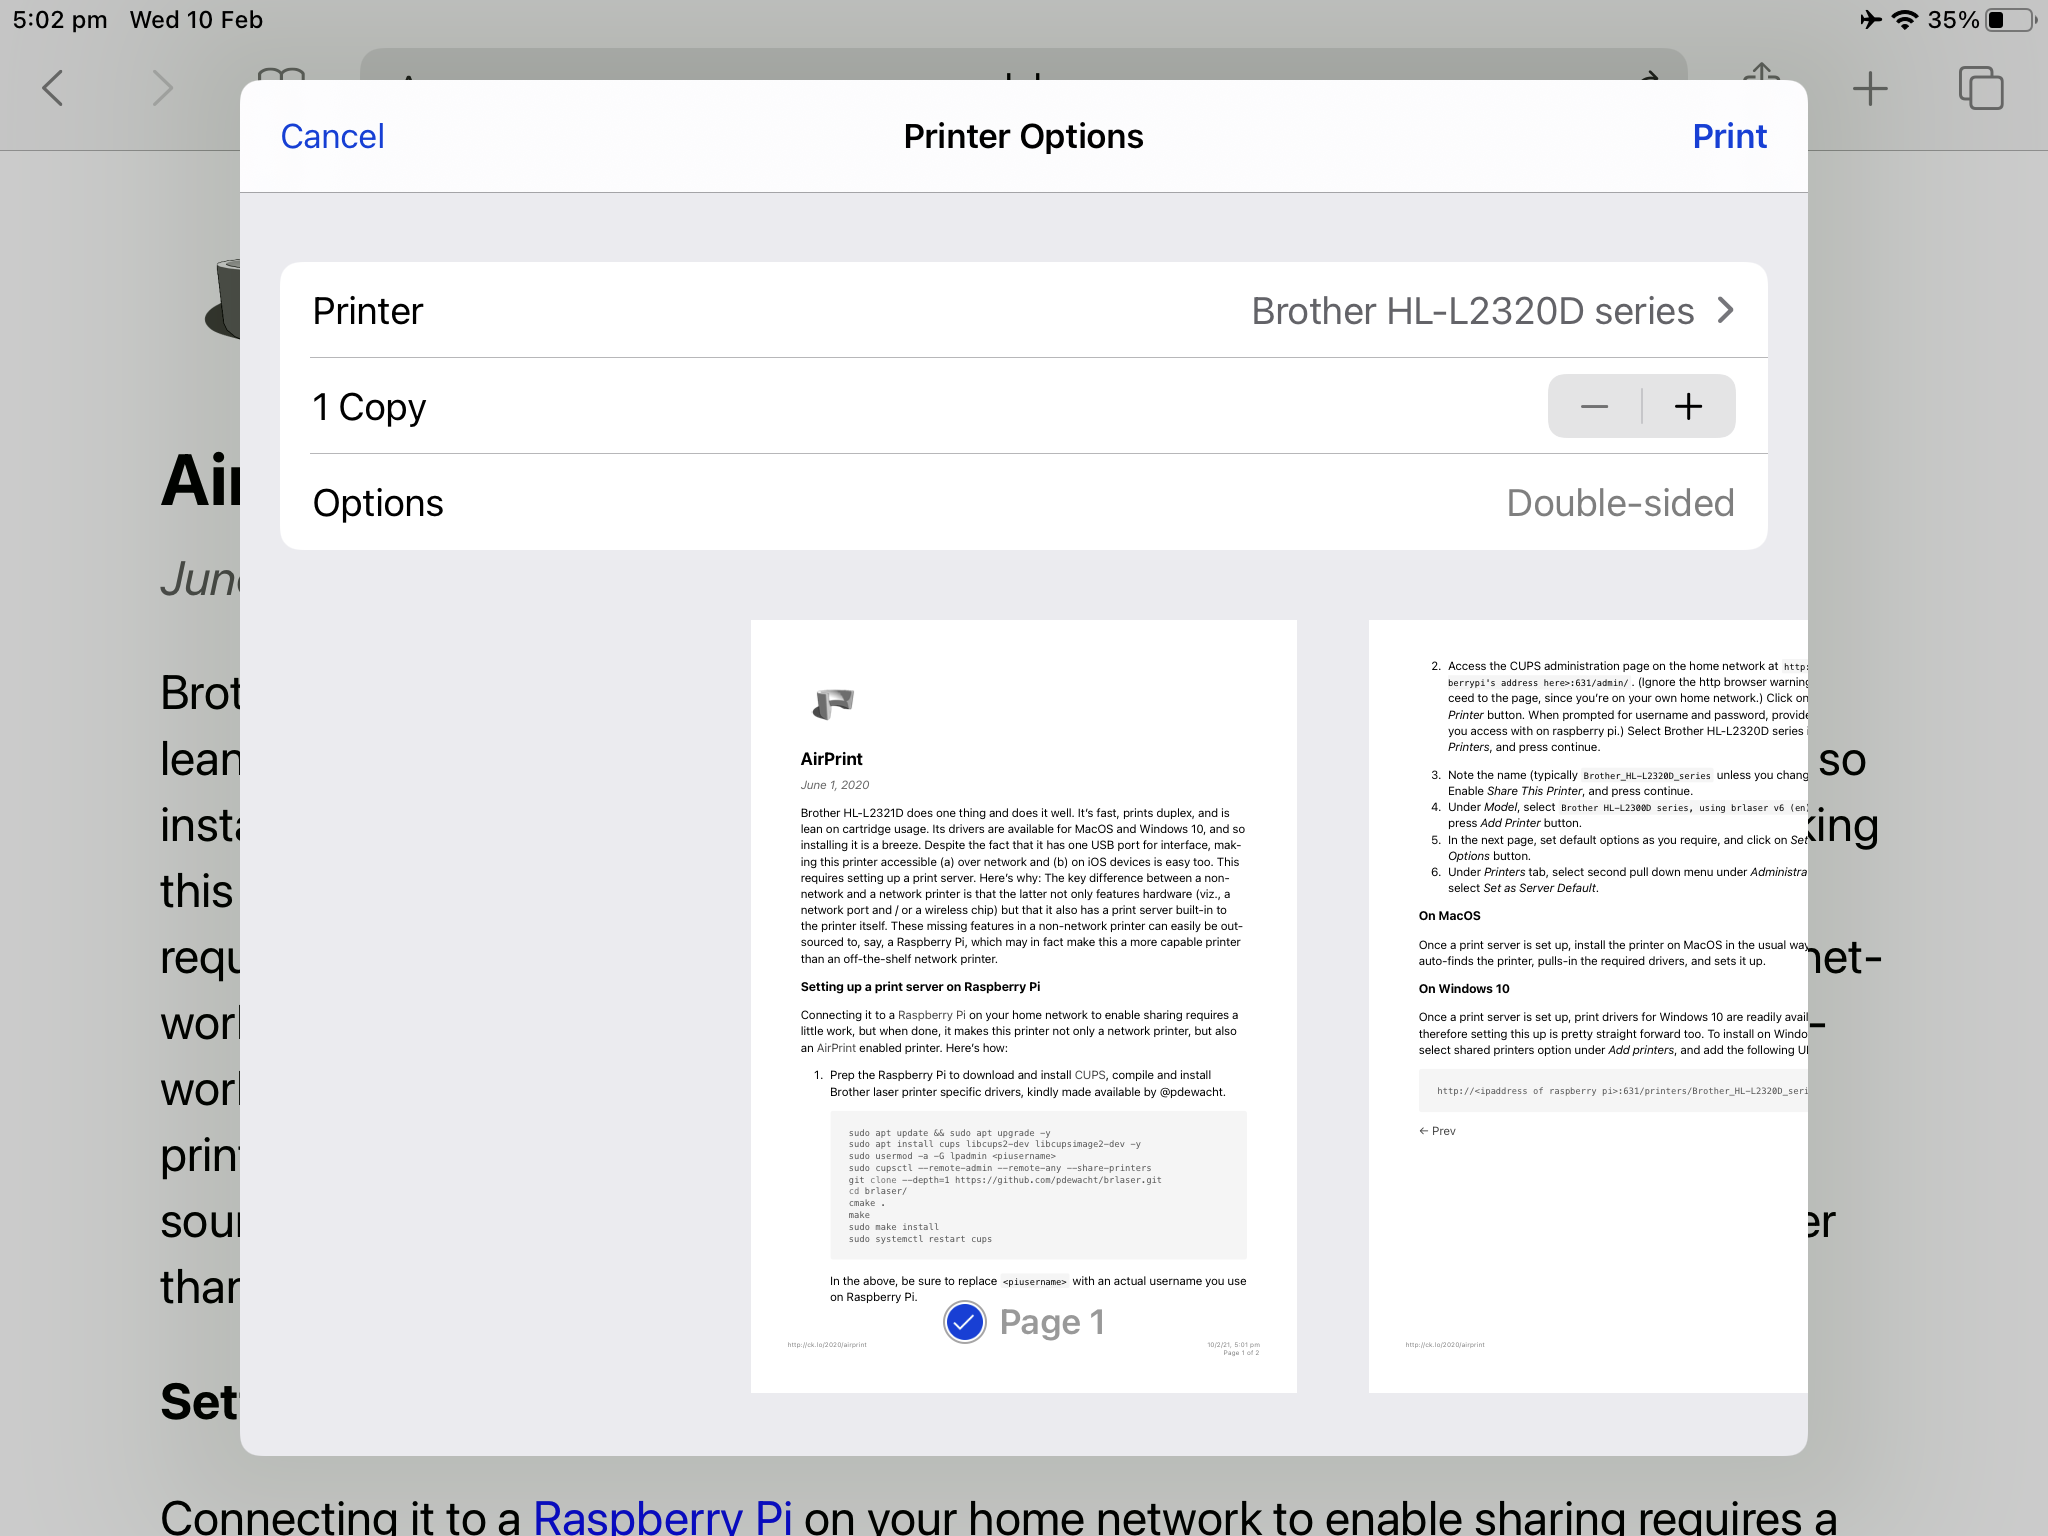 5:02 pm Wed 10 Feb
35%
Cancel
Printer Options
Print
Printer
Brother HL-L2320D series
1 Copy
Options
Double-sided
AirPrint
June 1, 2020
Brother HL-L2321D does one thing and does it well. It's fast, prints duplex, and is
lean on cartridge usage. Its drivers are available for MacOS and Windows 10, and so
installing it is a breeze. Despite the fact that it has one USB port for interface, mak-
ing this printer accessible (a) over network and (b) on iOS devices is easy too. This
requires setting up a print server. Here's why: The key difference between a non-
network and a network printer is that the latter not only features hardware (viz., a
network port and / or a wireless chip) but that it also has a print server built-in to
the printer itself. These missing features in a non-network printer can easily be out-
sourced to, say, a Raspberry Pi, which may in fact make this a more capable printer
than an off-the-shelf network printer.
Setting up a print server on Raspberry Pi
Connecting it to a Raspberry Pi on your home network to enable sharing requires a
little work, but when done, it makes this printer not only a network printer, but also
an AirPrint enabled printer. Here's how:
1. Prep the Raspberry Pi to download and install CUPS, compile and install
Brother laser printer specific drivers, kindly made available by @pdewacht.
sudo apt update && sudo apt upgrade -y
sudo apt install cups libcups2-dev libcupsimage2-dev -y
sudo usermod -a -G lpadmin <piusername>
sudo cupsctl --remote-admin --remote-any --share-printers
git clone --depth=1 https://github.com/pdewacht/brlaser.git
cd brlaser/
cmake .
make
sudo make install
sudo systemctl restart cups
In the above, be sure to replace <piusername> with an actual username you use
on Raspberry Pi.
Page 1
http://ck.lo/2020/airprint
10/2/21, 5:01 pm
Page 1 of 2
2. Access the CUPS administration page on the home network at http:
berrypi's address here>:631/admin/. (Ignore the http browser warning
ceed to the page, since you're on your own home network.) Click on
Printer button. When prompted for username and password, provide
you access with on raspberry pi.) Select Brother HL-L2320D series
Printers, and press continue.
3. Note the name (typically Brother_HL-L2320D_series unless you chang
Enable Share This Printer, and press continue.
4. Under Model, select Brother HL-L2300D series, using brlaser v6 (en)
press Add Printer button.
5. In the next page, set default options as you require, and click on Set
Options button.
6. Under Printers tab, select second pull down menu under Administra
select Set as Server Default.
On MacOS
Once a print server is set up, install the printer on MacOS in the usual way
auto-finds the printer, pulls-in the required drivers, and sets it up.
On Windows 10
Once a print server is set up, print drivers for Windows 10 are readily avail
therefore setting this up is pretty straight forward too. To install on Windo
select shared printers option under Add printers, and add the following U
http://<ipaddress of raspberry pi>:631/printers/Brother_HL-L2320D_seri
← Prev
http://ck.lo/2020/airprint
Air
June
Brot
lean so
insta king
this
requ net-
work -
work
print
sour er
than
Set
Connecting it to a Raspberry Pi on your home network to enable sharing requires a